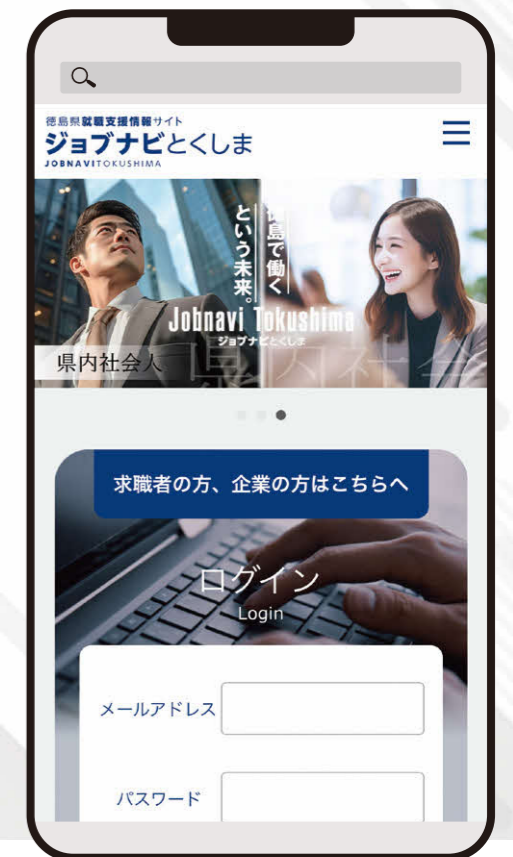 徳島県就職支援情報サイト
ジョブナビとくしま
JOBNAVITOKUSHIMA
徳島で働く
という未来。
Jobnavi Tokushima
ジョブナビとくしま
県内社会人
県内社会
求職者の方、企業の方はこちらへ
ログイン
Login
メールアドレス
パスワード